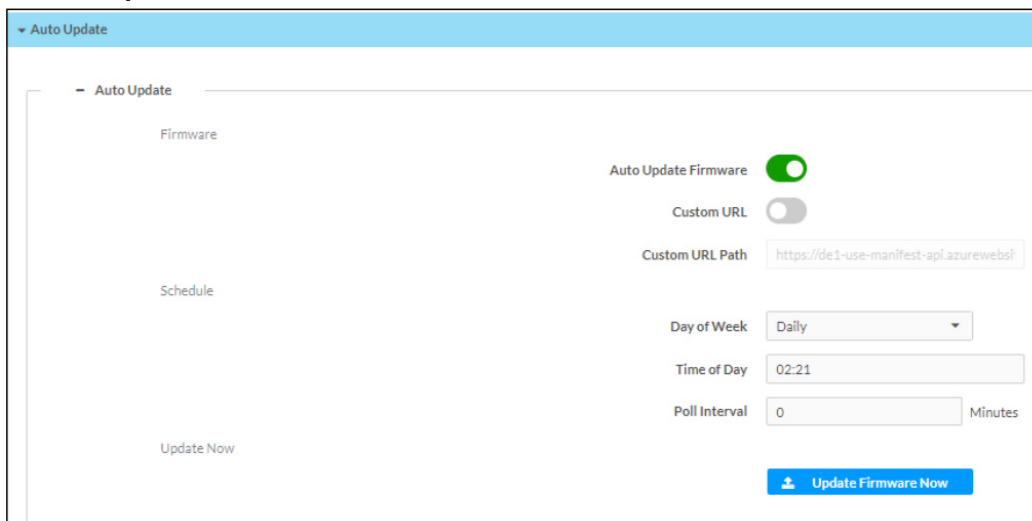 Auto Update
Auto Update
Firmware
Auto Update Firmware
Custom URL
Custom URL Path https://de1-use-manifest-api.azurewebsi
Schedule
Day of Week Daily
Time of Day 02:21
Poll Interval 0 Minutes
Update Now
Update Firmware Now